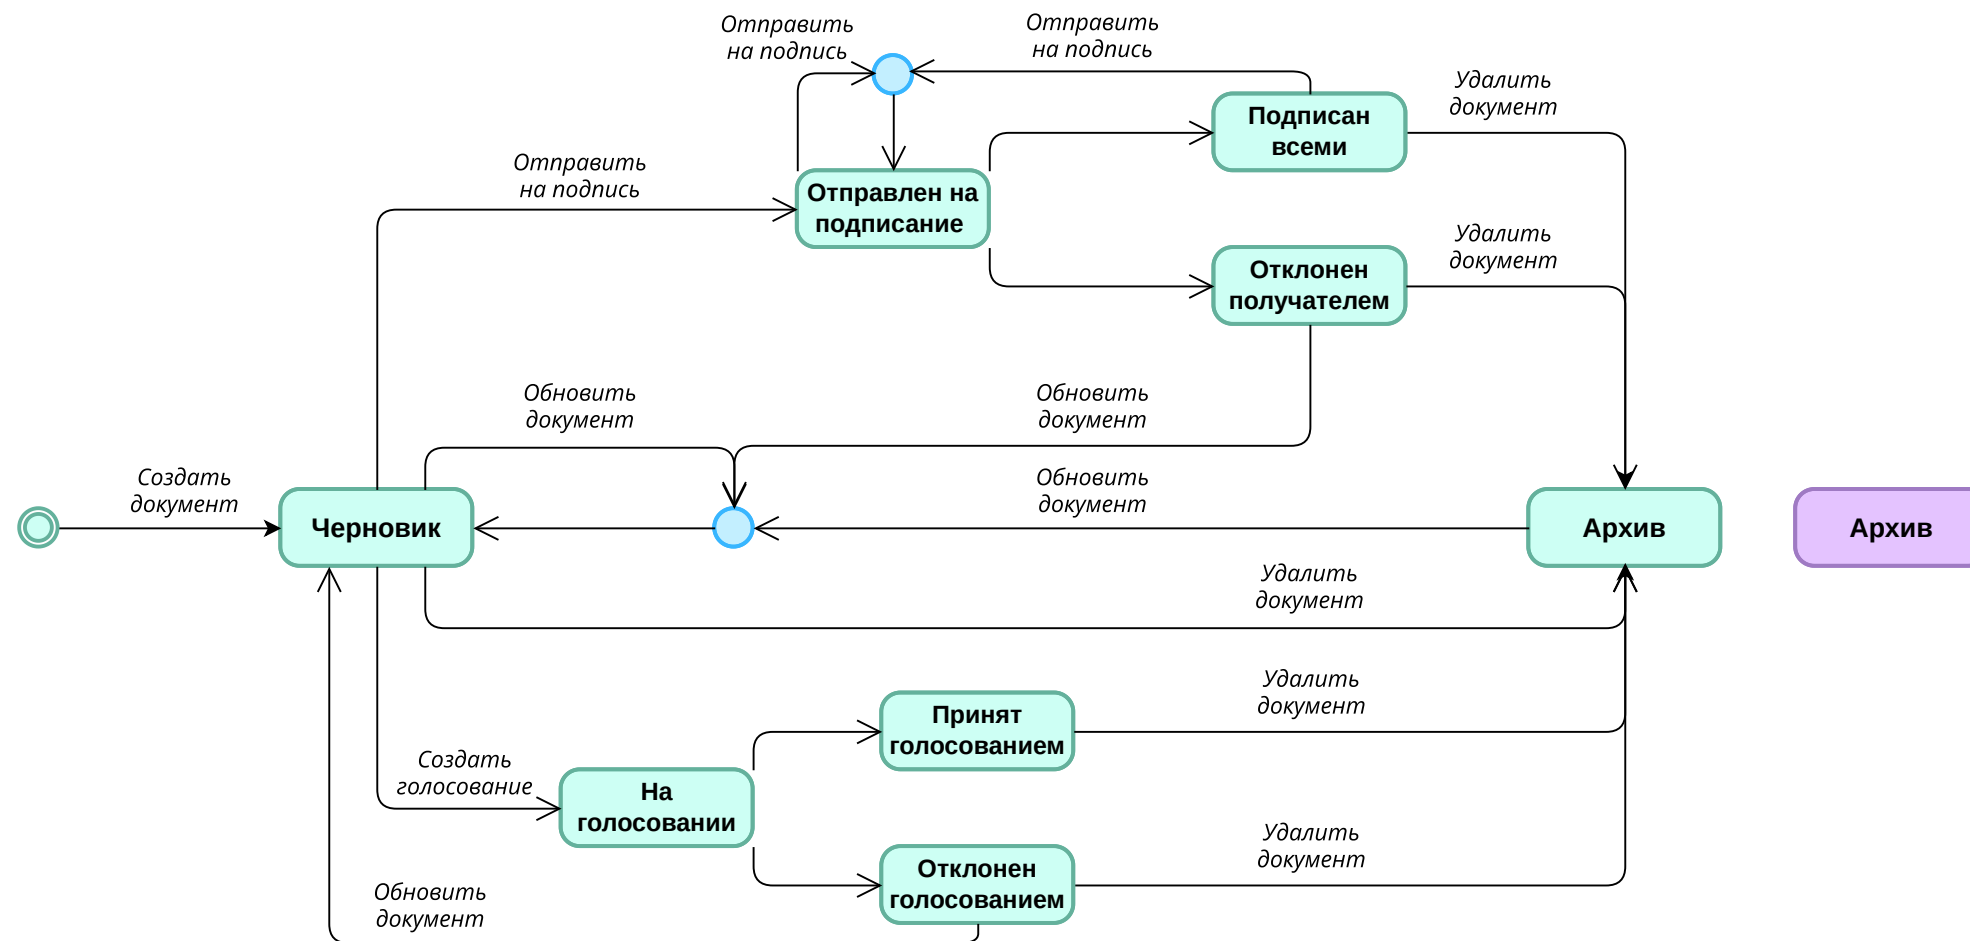 Отправить
на подпись
Отправить
на подпись
Удалить
документ
Подписан
всеми
Отправить
на подпись
Отправлен на
подписание
Удалить
документ
Отклонен
получателем
Обновить
документ
Обновить
документ
Создать
документ
Обновить
документ
Черновик
Архив
Архив
Удалить
документ
Удалить
документ
Принят
голосованием
Создать
голосование
На
голосовании
Удалить
документ
Отклонен
голосованием
Обновить
документ